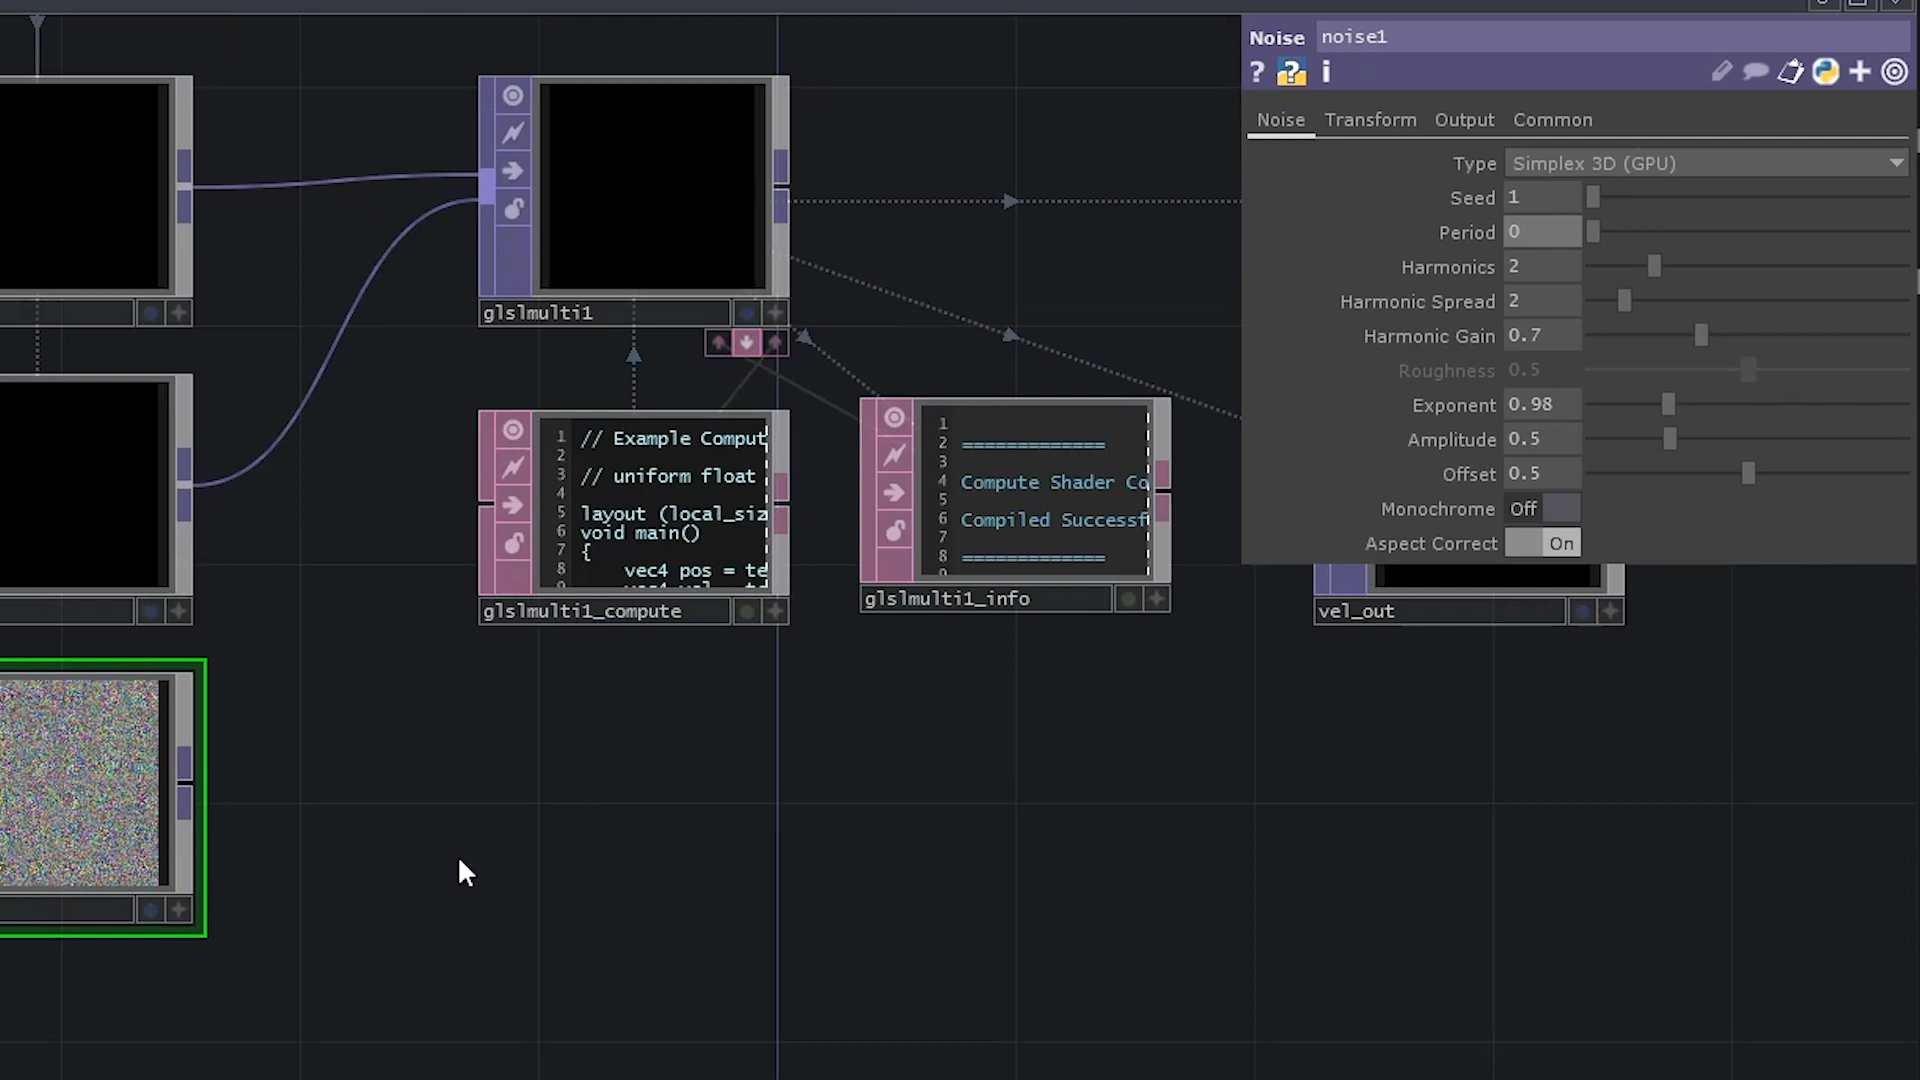 Noise noise1
? ? i
Noise Transform Output Common
Type Simplex 3D (GPU)
Seed 1
Period 0
Harmonics 2
Harmonic Spread 2
Harmonic Gain 0.7
Roughness 0.5
Exponent 0.98
Amplitude 0.5
Offset 0.5
Monochrome Off
Aspect Correct On
glslmulti1
1 // Example Comput
2
3 // uniform float
4
5 layout (local_siz
6 void main()
7 {
8 vec4 pos = te
glslmulti1_compute
1
2 =============
3
4 Compute Shader Co
5
6 Compiled Successf
7
8 =============
9
glslmulti1_info
vel_out